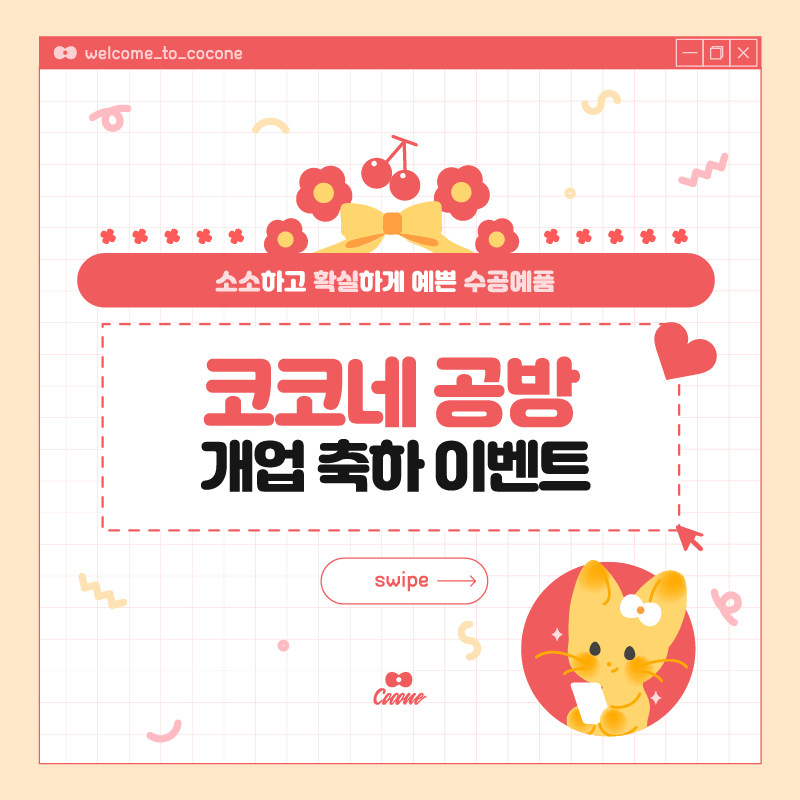 welcome_to_cocone
소소하고 확실하게 예쁜 수공예품
코코네 공방
개업 축하 이벤트
swipe
Cocone